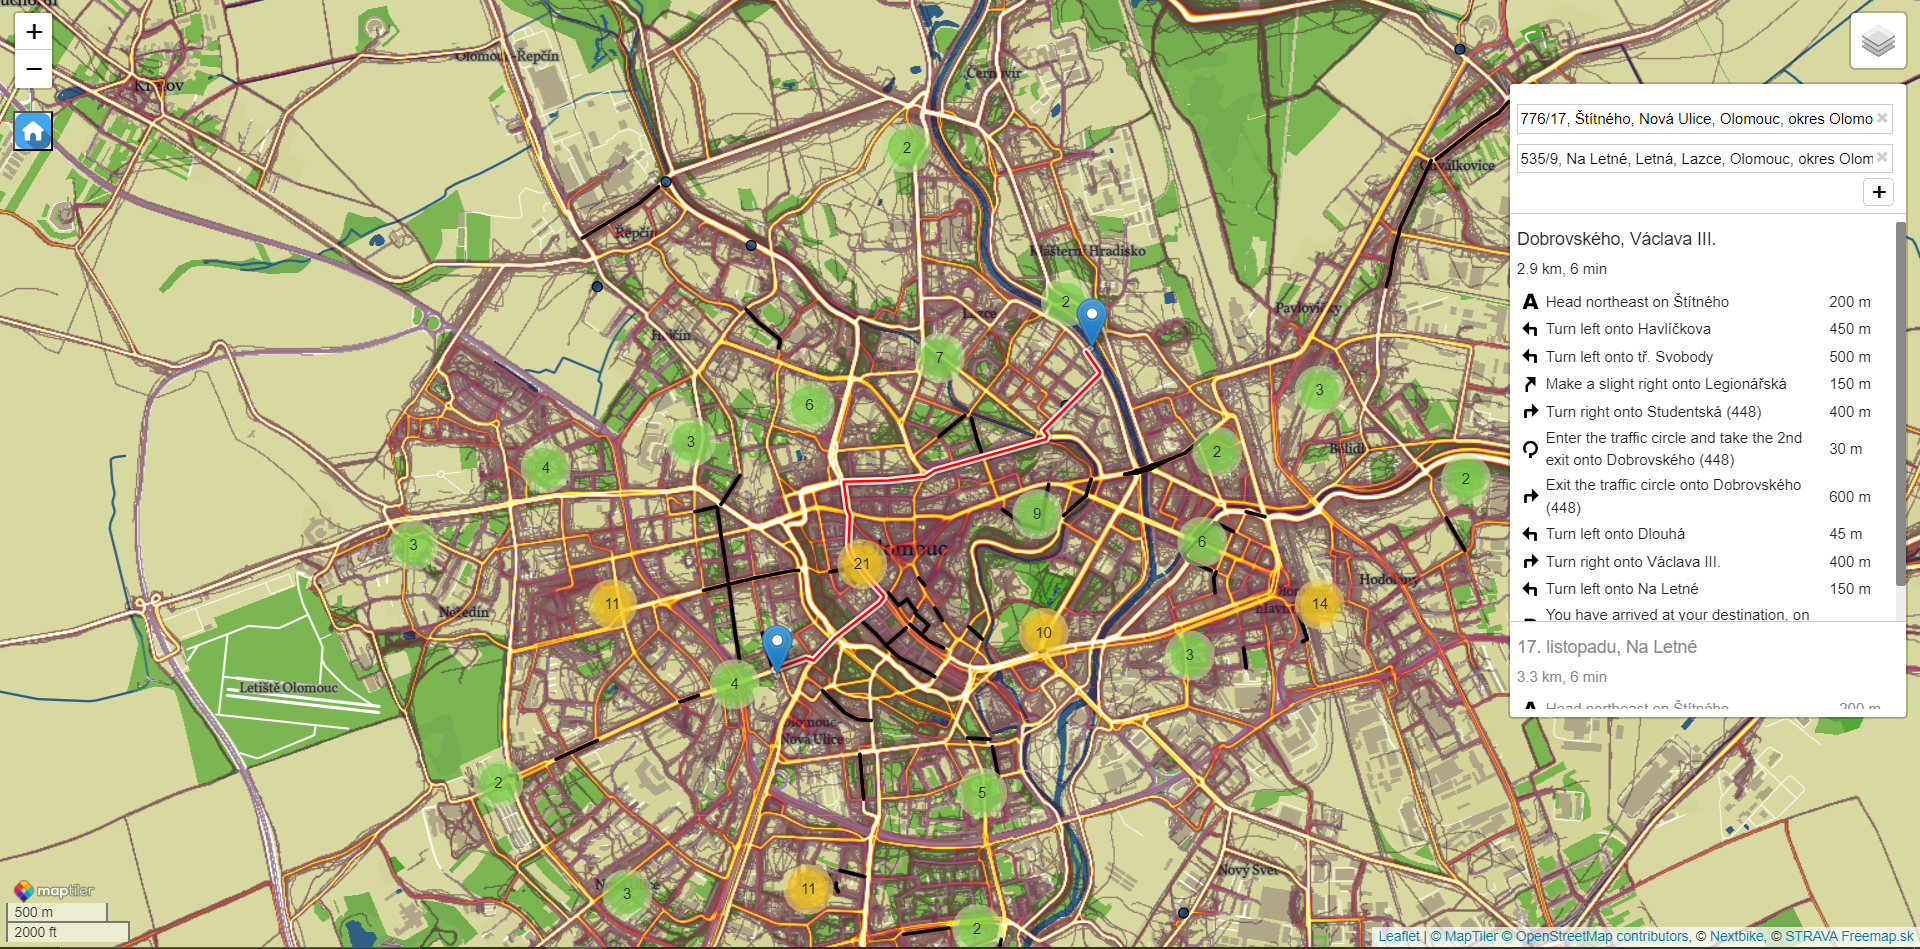 +
−
Křelov
Olomouc-Řepčín
Černovír
2
Řepčín
Klášterní Hradisko
Chválkovice
2
Lazce
Pavlovičky
Hejčín
7
6
3
3
4
3
2
Bělidla
2
9
3
6
Olomouc
21
11
Neředín
Hodolany
14
10
4
3
Letiště Olomouc
Olomouc-
Nová Ulice
2
5
3
11
Nový Svět
2
776/17, Štítného, Nová Ulice, Olomouc, okres Olomo
535/9, Na Letné, Letná, Lazce, Olomouc, okres Olom
+
Dobrovského, Václava III.
2.9 km, 6 min
Head northeast on Štítného 200 m
Turn left onto Havlíčkova 450 m
Turn left onto tř. Svobody 500 m
Make a slight right onto Legionářská 150 m
Turn right onto Studentská (448) 400 m
Enter the traffic circle and take the 2nd
exit onto Dobrovského (448) 30 m
Exit the traffic circle onto Dobrovského
(448) 600 m
Turn left onto Dlouhá 45 m
Turn right onto Václava III. 400 m
Turn left onto Na Letné 150 m
You have arrived at your destination, on
17. listopadu, Na Letné
3.3 km, 6 min
Head northeast on Štítného 200 m
maptiler
500 m
2000 ft
Leaflet | © MapTiler © OpenStreetMap contributors, © Nextbike, © STRAVA Freemap.sk